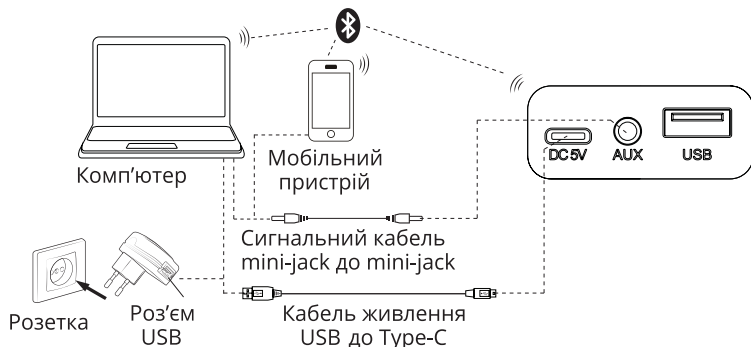 DC 5V
AUX
USB
Комп’ютер
Мобільний
пристрій
Сигнальний кабель
mini-jack до mini-jack
Розетка
Роз’єм
USB
Кабель живлення
USB до Type-C